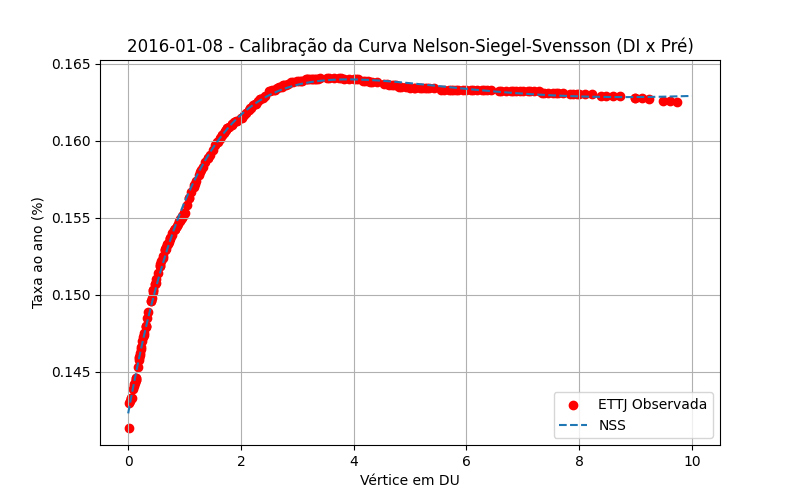 2016-01-08 - Calibração da Curva Nelson-Siegel-Svensson (DI x Pré)
0.165
0.160
0.155
0.150
0.145
Taxa ao ano (%)
0
2
4
6
8
10
Vértice em DU
ETTJ Observada
NSS